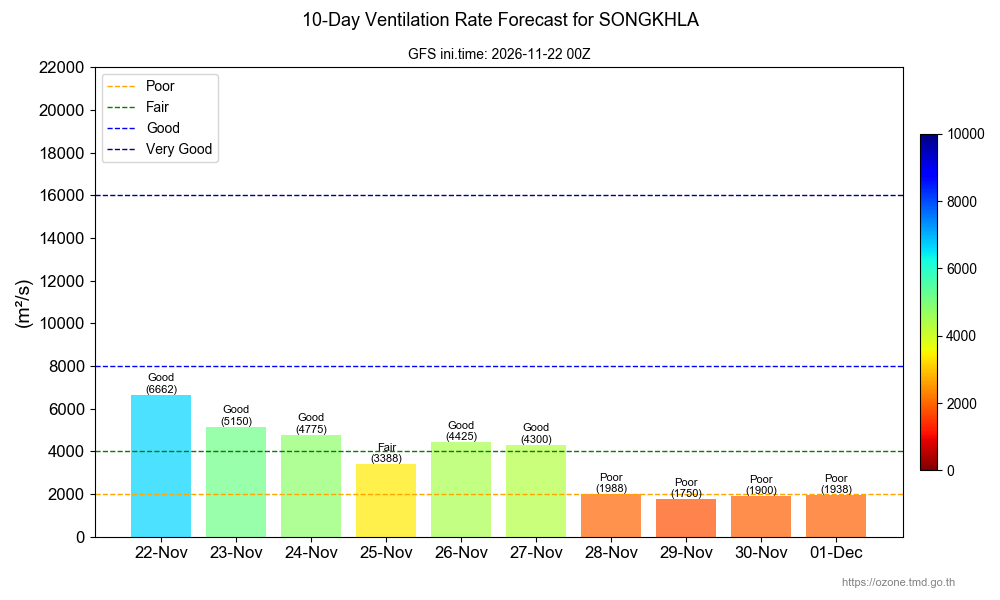 10-Day Ventilation Rate Forecast for SONGKHLA
GFS ini.time: 2026-11-22 00Z
(m²/s)
22000
20000
18000
16000
14000
12000
10000
8000
6000
4000
2000
0
Poor
Fair
Good
Very Good
Good
(6662)
Good
(5150)
Good
(4775)
Fair
(3388)
Good
(4425)
Good
(4300)
Poor
(1988)
Poor
(1750)
Poor
(1900)
Poor
(1938)
22-Nov 23-Nov 24-Nov 25-Nov 26-Nov 27-Nov 28-Nov 29-Nov 30-Nov 01-Dec
10000
8000
6000
4000
2000
0
https://ozone.tmd.go.th